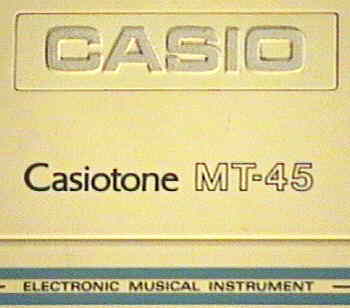 CASIO
Casiotone MT-45
ELECTRONIC MUSICAL INSTRUMENT